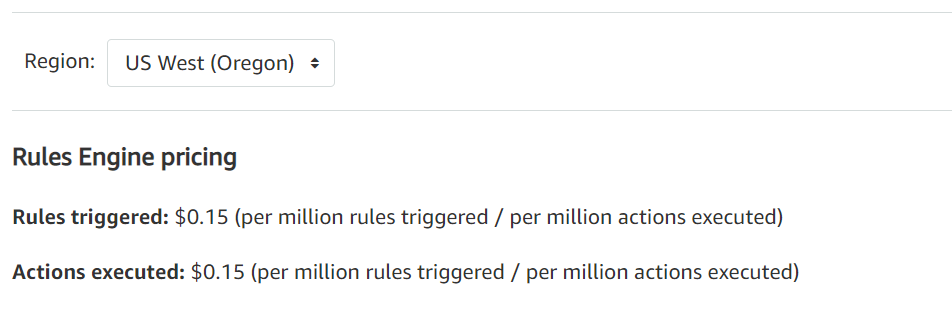 Region: US West (Oregon)
Rules Engine pricing
Rules triggered: $0.15 (per million rules triggered / per million actions executed)
Actions executed: $0.15 (per million rules triggered / per million actions executed)